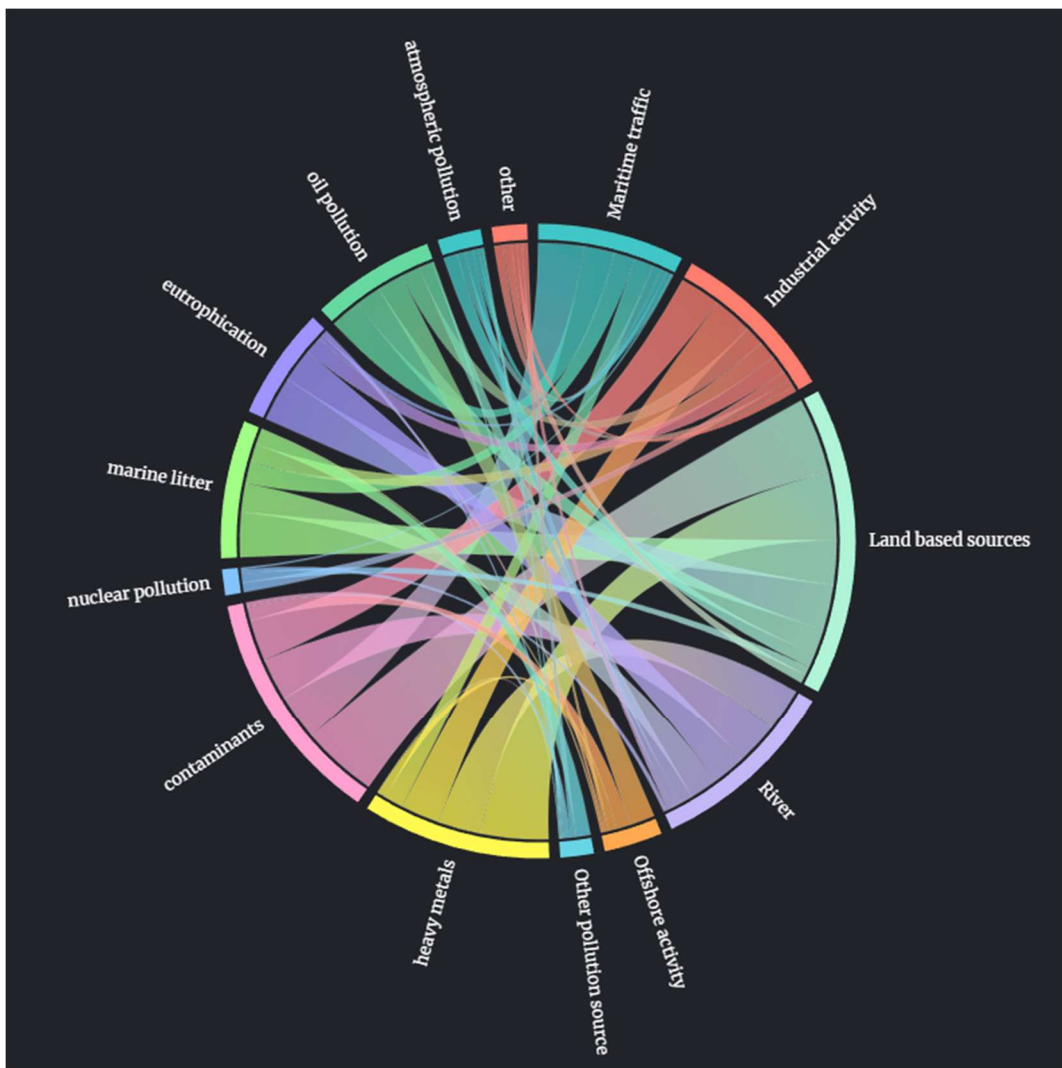 atmospheric pollution
other
Maritime traffic
oil pollution
Industrial activity
eutrophication
marine litter
Land based sources
nuclear pollution
contaminants
River
heavy metals
Offshore activity
Other pollution source